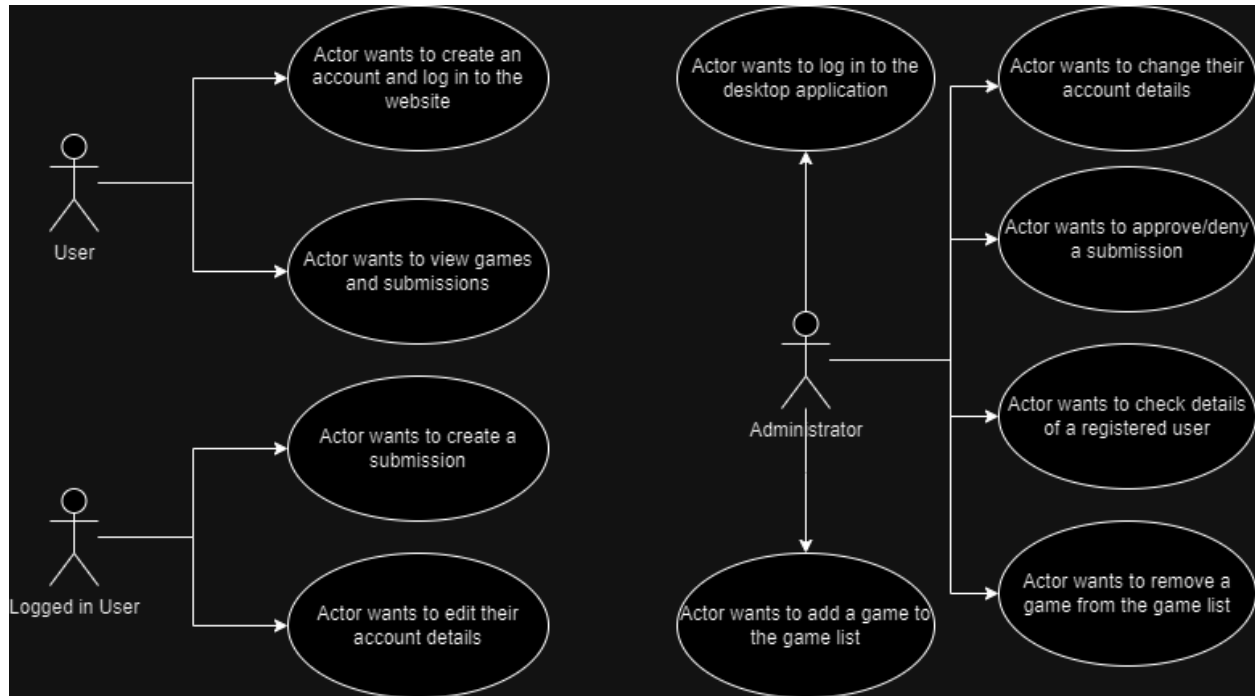 Actor wants to create an
account and log in to the
website
User
Actor wants to view games
and submissions
Actor wants to create a
submission
Logged in User
Actor wants to edit their
account details
Actor wants to log in to the
desktop application
Administrator
Actor wants to add a game to
the game list
Actor wants to change their
account details
Actor wants to approve/deny
a submission
Actor wants to check details
of a registered user
Actor wants to remove a
game from the game list